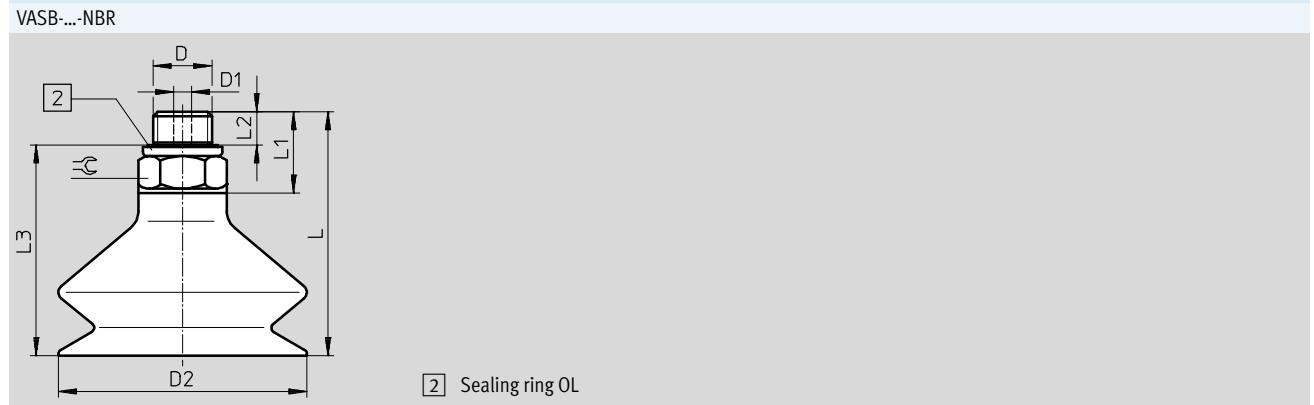 VASB-...-NBR
D
D1
2
L2
L1
L3
L
D2
2 Sealing ring OL